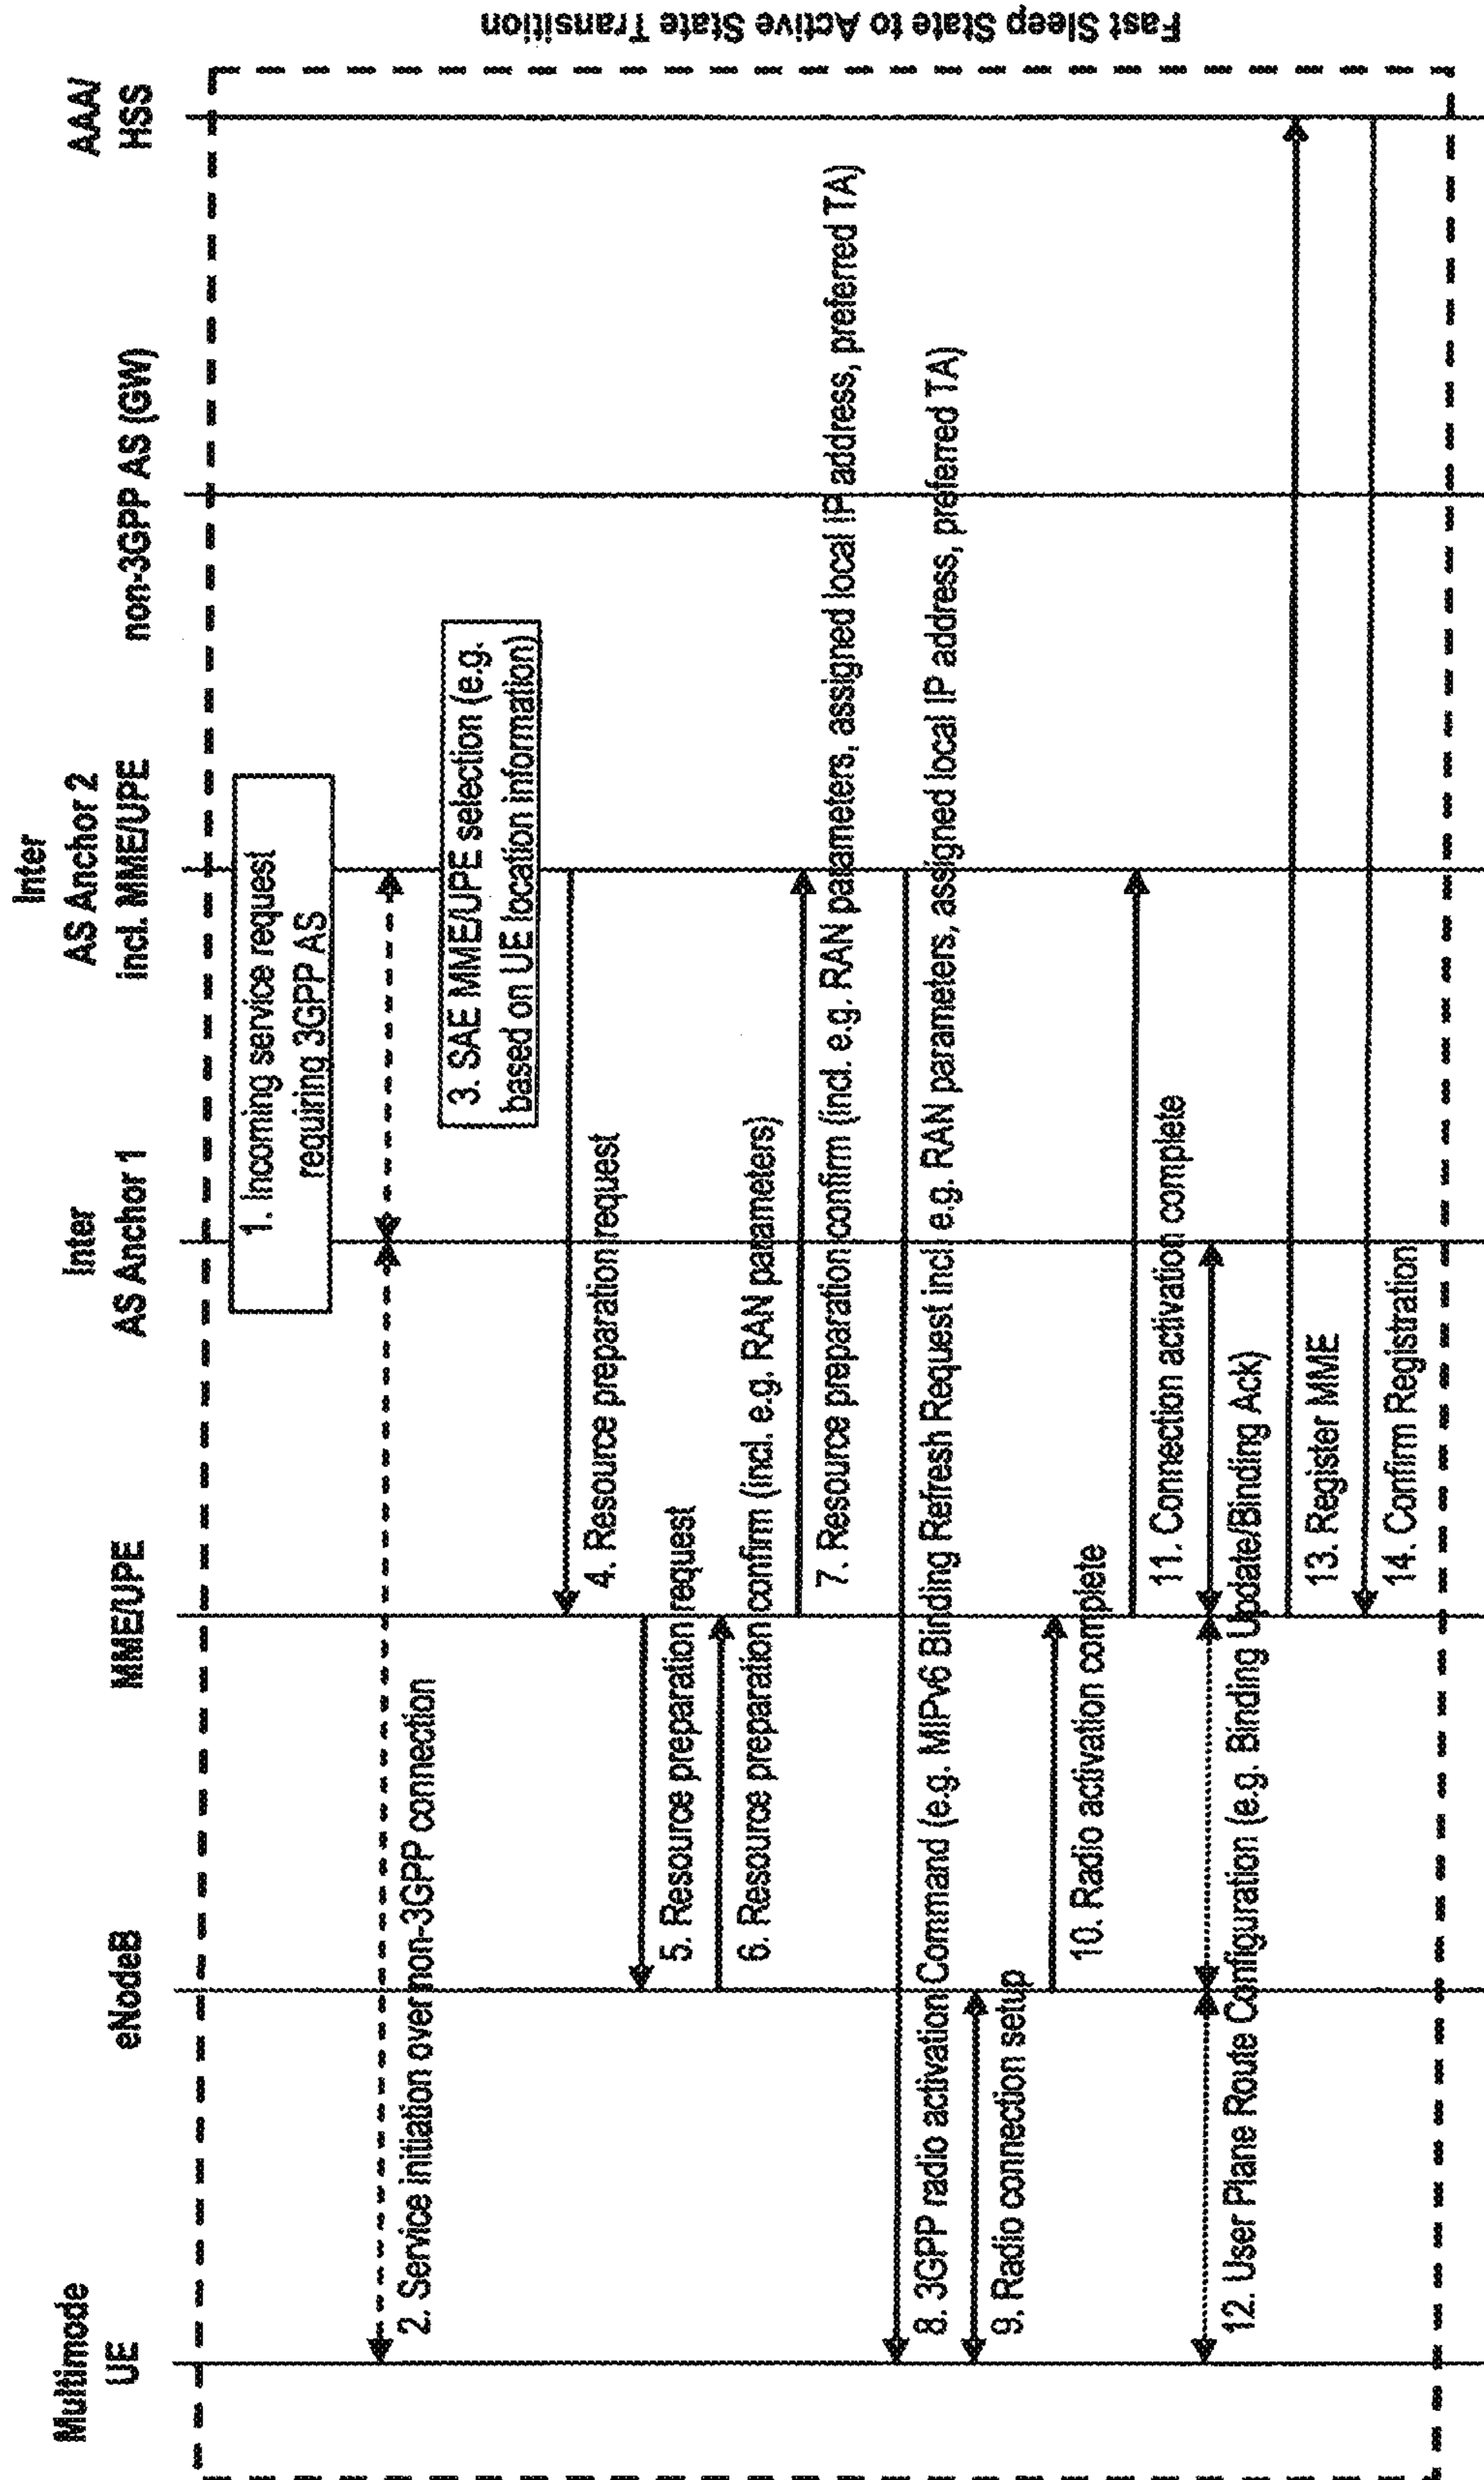 Multimode
UE
eNodeB
MME/UPE
Inter
AS Anchor 1
Inter
AS Anchor 2
incl. MME/UPE
non-3GPP AS (GW)
AAA/
HSS
1. Incoming service request
requiring 3GPP AS
2. Service initiation over non-3GPP connection
3. SAE MME/UPE selection (e.g.
based on UE location information)
4. Resource preparation request
5. Resource preparation request
6. Resource preparation confirm (incl. e.g. RAN parameters)
7. Resource preparation confirm (incl. e.g. RAN parameters, assigned local IP address, preferred TA)
8. 3GPP radio activation Command (e.g. MIPv6 Binding Refresh Request incl. e.g. RAN parameters, assigned local IP address, preferred TA)
9. Radio connection setup
10. Radio activation complete
11. Connection activation complete
12. User Plane Route Configuration (e.g. Binding Update/Binding Ack)
13. Register MME
14. Confirm Registration
Fast Sleep State to Active State Transition